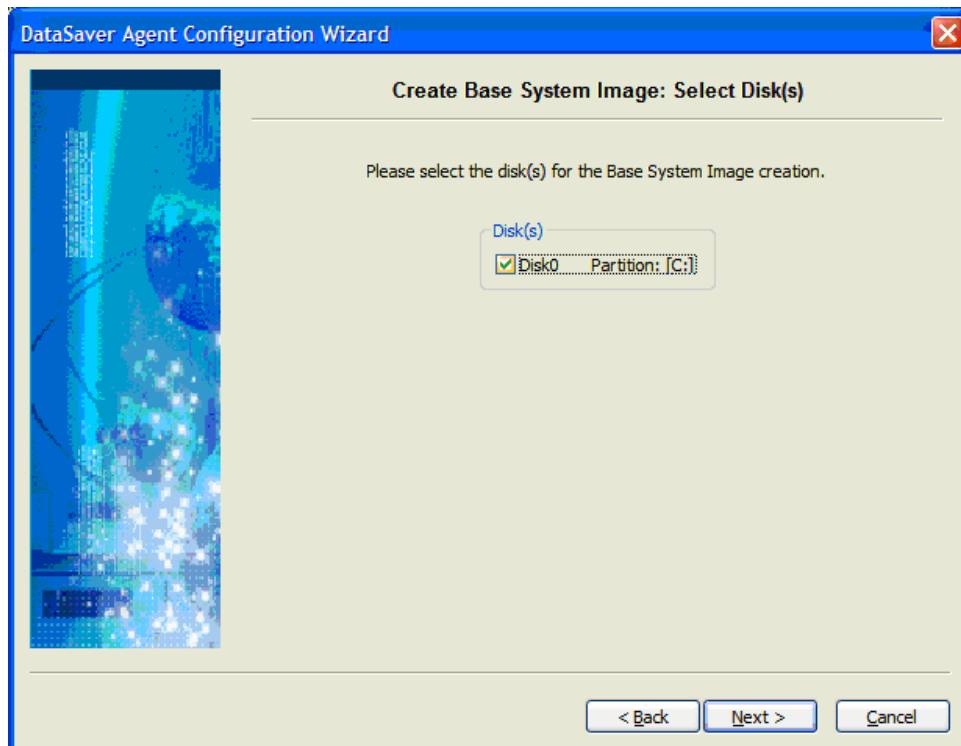 DataSaver Agent Configuration Wizard
Create Base System Image: Select Disk(s)
Please select the disk(s) for the Base System Image creation.
Disk(s)
Disk0 Partition: [C:]
< Back Next > Cancel